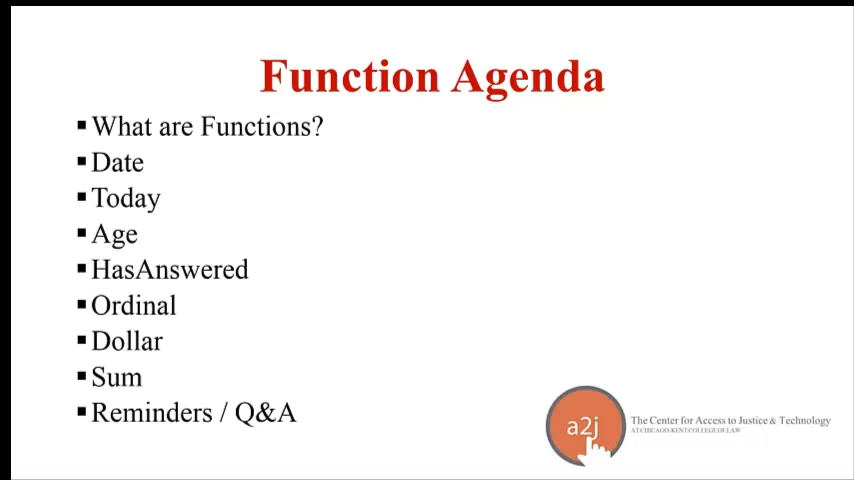 Function Agenda
▪ What are Functions?
▪ Date
▪ Today
▪ Age
▪ HasAnswered
▪ Ordinal
▪ Dollar
▪ Sum
▪ Reminders / Q&A
a2j
The Center for Access to Justice & Technology
AT CHICAGO-KENT COLLEGE OF LAW